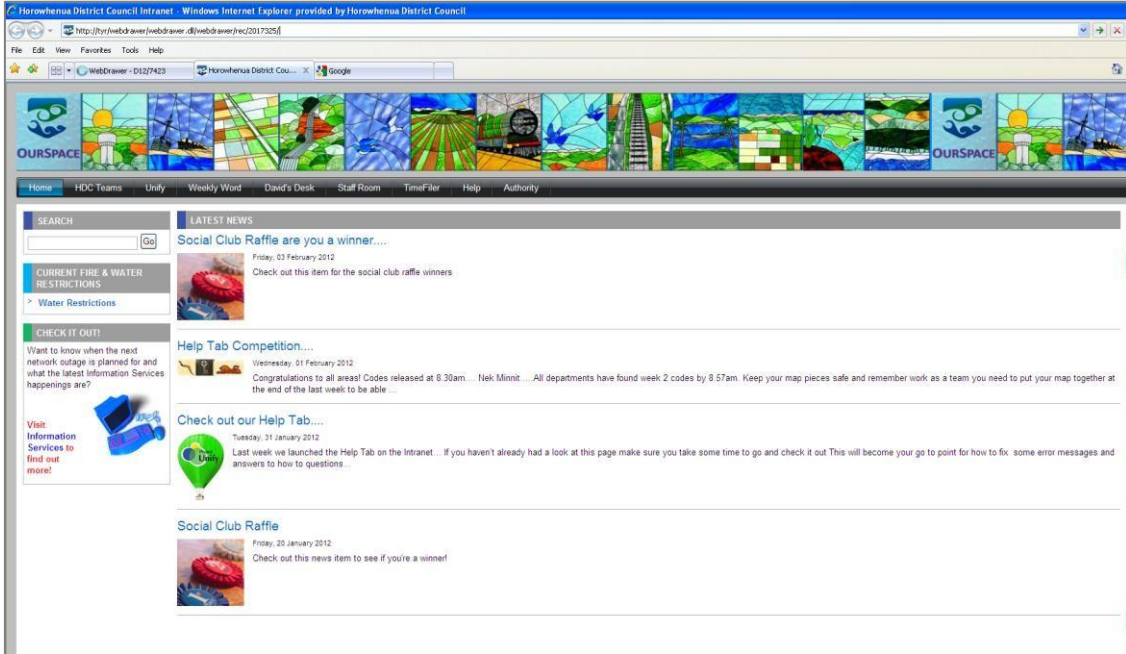 Horowhenua District Council Intranet - Windows Internet Explorer provided by Horowhenua District Council
http://tyr/webdrawer/webdrawer.dll/webdrawer/rec/2017325/
File Edit View Favorites Tools Help
WebDrawer - D12/7423 Horowhenua District Cou... X Google
OURSPACE OURSPACE
Home HDC Teams Unify Weekly Word David's Desk Staff Room TimeFiler Help Authority
SEARCH
Go
CURRENT FIRE & WATER
RESTRICTIONS
> Water Restrictions
CHECK IT OUT!
Want to know when the next
network outage is planned for and
what the latest Information Services
happenings are?
Visit
Information
Services to
find out
more!
LATEST NEWS
Social Club Raffle are you a winner....
Friday, 03 February 2012
Check out this item for the social club raffle winners
Help Tab Competition....
Wednesday, 01 February 2012
Congratulations to all areas! Codes released at 8.30am.... Nek Minnit.... All departments have found week 2 codes by 8.57am. Keep your map pieces safe and remember work as a team you need to put your map together at
the end of the last week to be able ...
Check out our Help Tab....
Tuesday, 31 January 2012
Unify
Last week we launched the Help Tab on the Intranet... If you haven't already had a look at this page make sure you take some time to go and check it out This will become your go to point for how to fix some error messages and
answers to how to questions...
Social Club Raffle
Friday, 20 January 2012
Check out this news item to see if you're a winner!